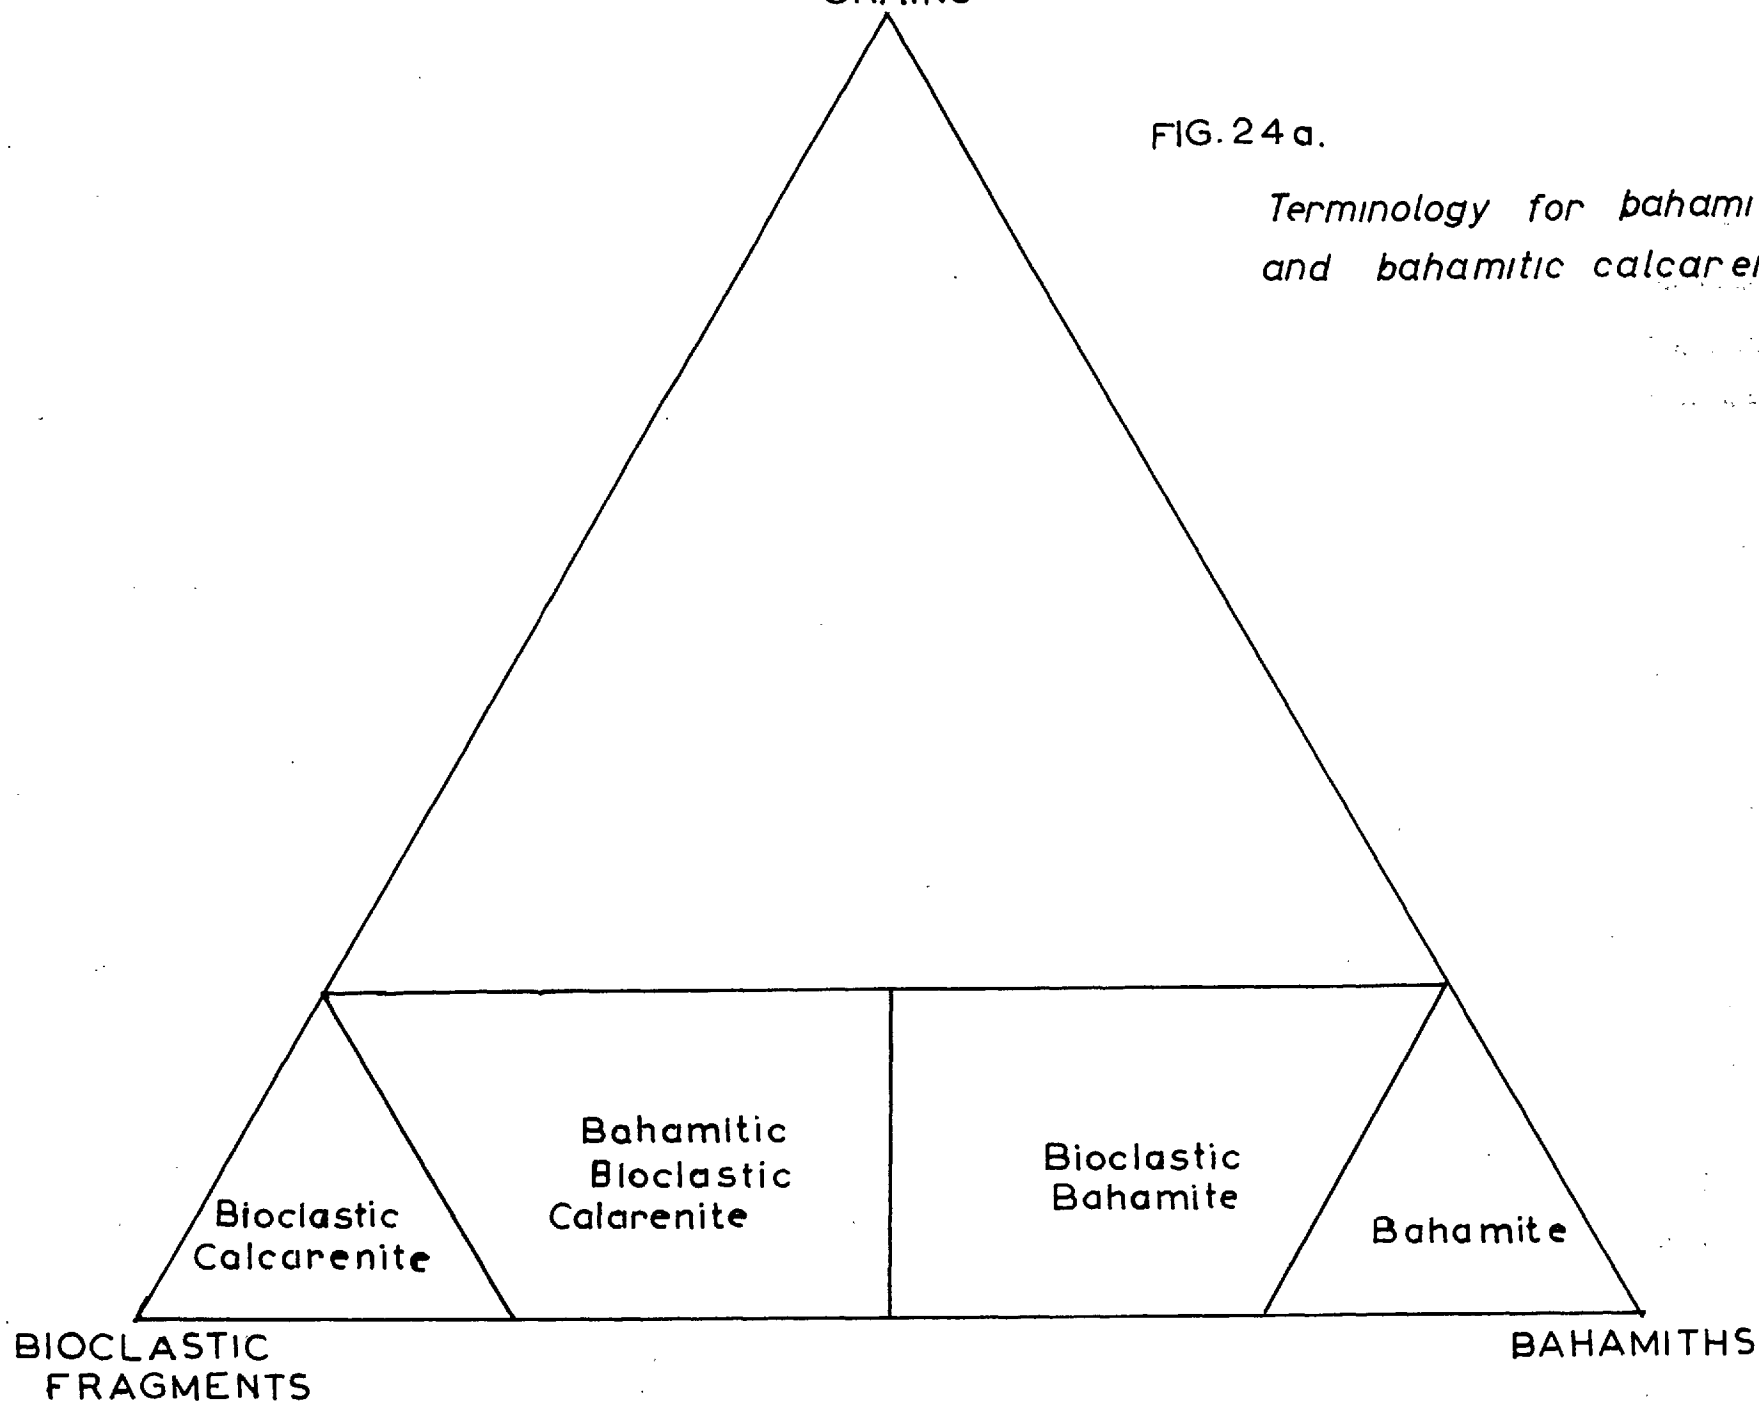 FIG. 24 a.
Terminology for
and bahamitic
Bahamitic
Bioclastic
Calarenite
Bioclastic
Bahamite
Bioclastic
Calcarenite
Bahamite
BIOCLASTIC
FRAGMENTS
BAHAMITHS